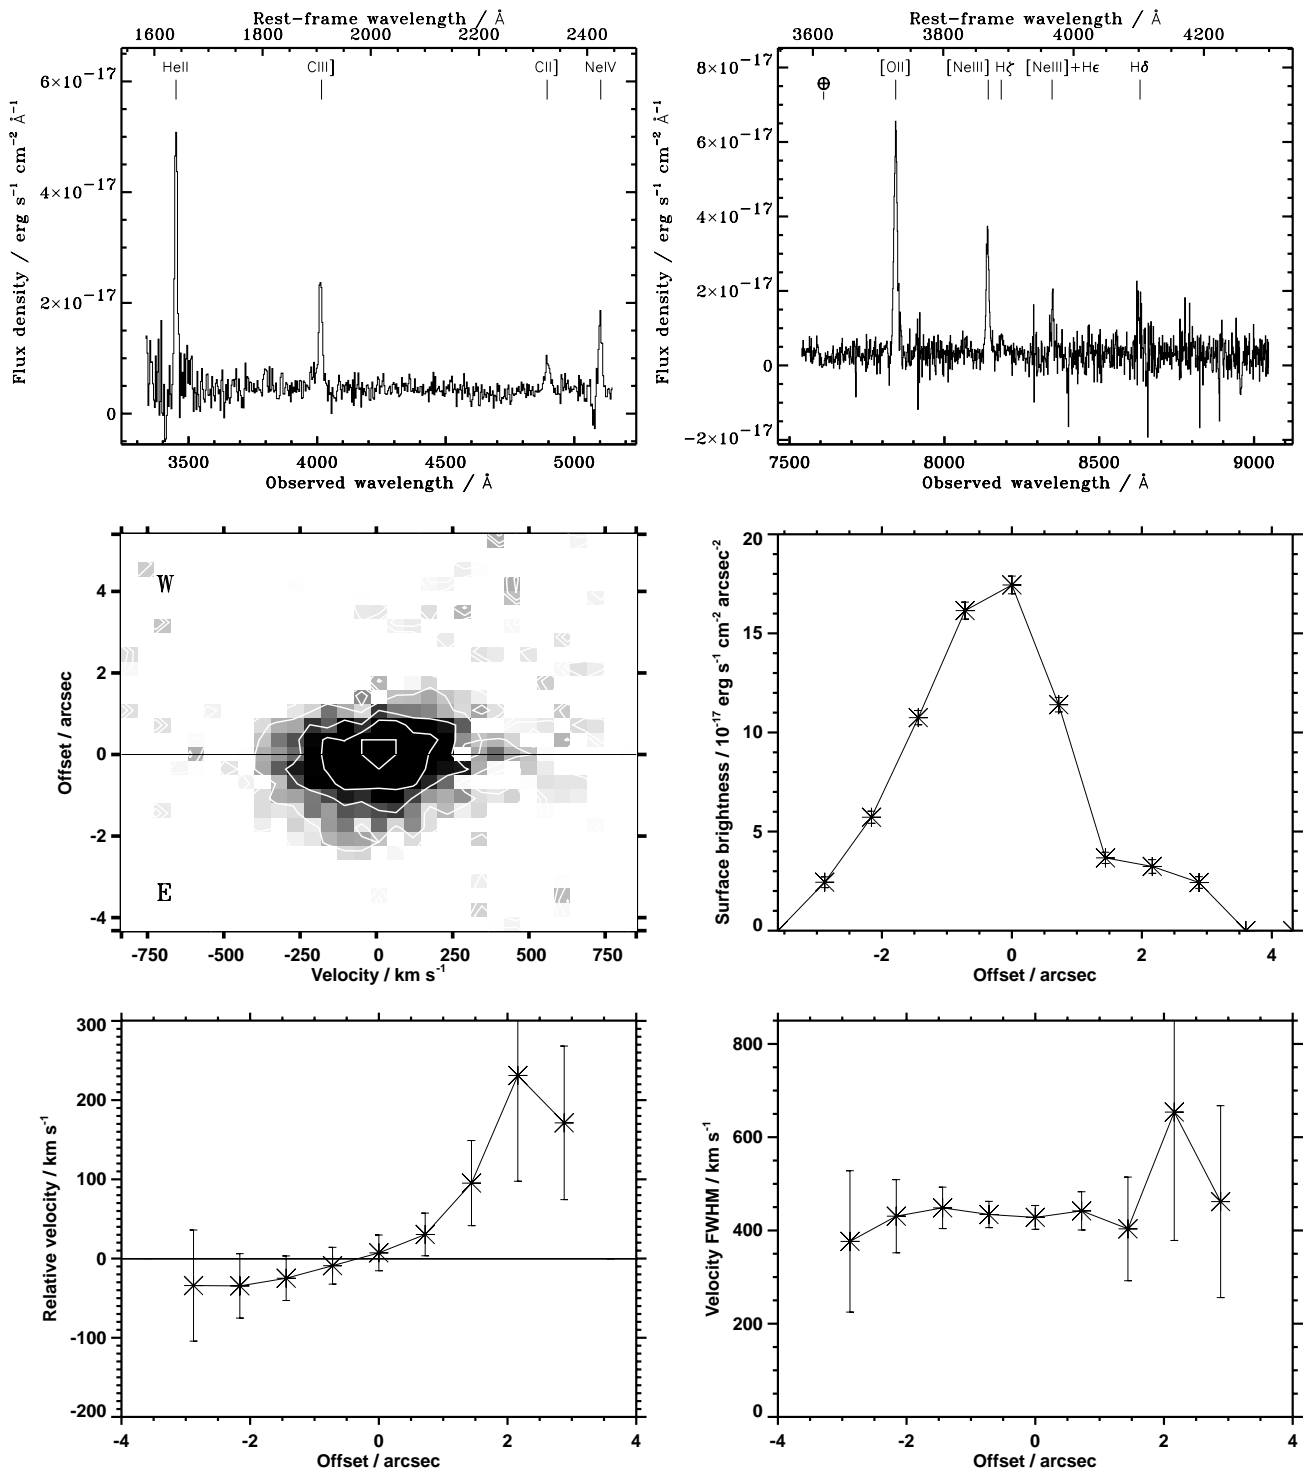 Rest-frame wavelength / Å
1600 1800 2000 2200 2400
HeII CIII] CII] NeIV
6×10⁻¹⁷
4×10⁻¹⁷
2×10⁻¹⁷
0
Flux density / erg s⁻¹ cm⁻² Å⁻¹
3500 4000 4500 5000
Observed wavelength / Å
Rest-frame wavelength / Å
3600 3800 4000 4200
⊕ [OII] [NeIII] Hζ [NeIII]+Hϵ Hδ
8×10⁻¹⁷
6×10⁻¹⁷
4×10⁻¹⁷
2×10⁻¹⁷
0
−2×10⁻¹⁷
Flux density / erg s⁻¹ cm⁻² Å⁻¹
7500 8000 8500 9000
Observed wavelength / Å
W
E
4
2
0
-2
-4
Offset / arcsec
-750 -500 -250 0 250 500 750
Velocity / km s⁻¹
20
15
10
5
0
Surface brightness / 10⁻¹⁷ erg s⁻¹ cm⁻² arcsec⁻²
-2 0 2 4
Offset / arcsec
300
200
100
0
-100
-200
Relative velocity / km s⁻¹
-4 -2 0 2 4
Offset / arcsec
800
600
400
200
0
Velocity FWHM / km s⁻¹
-4 -2 0 2 4
Offset / arcsec